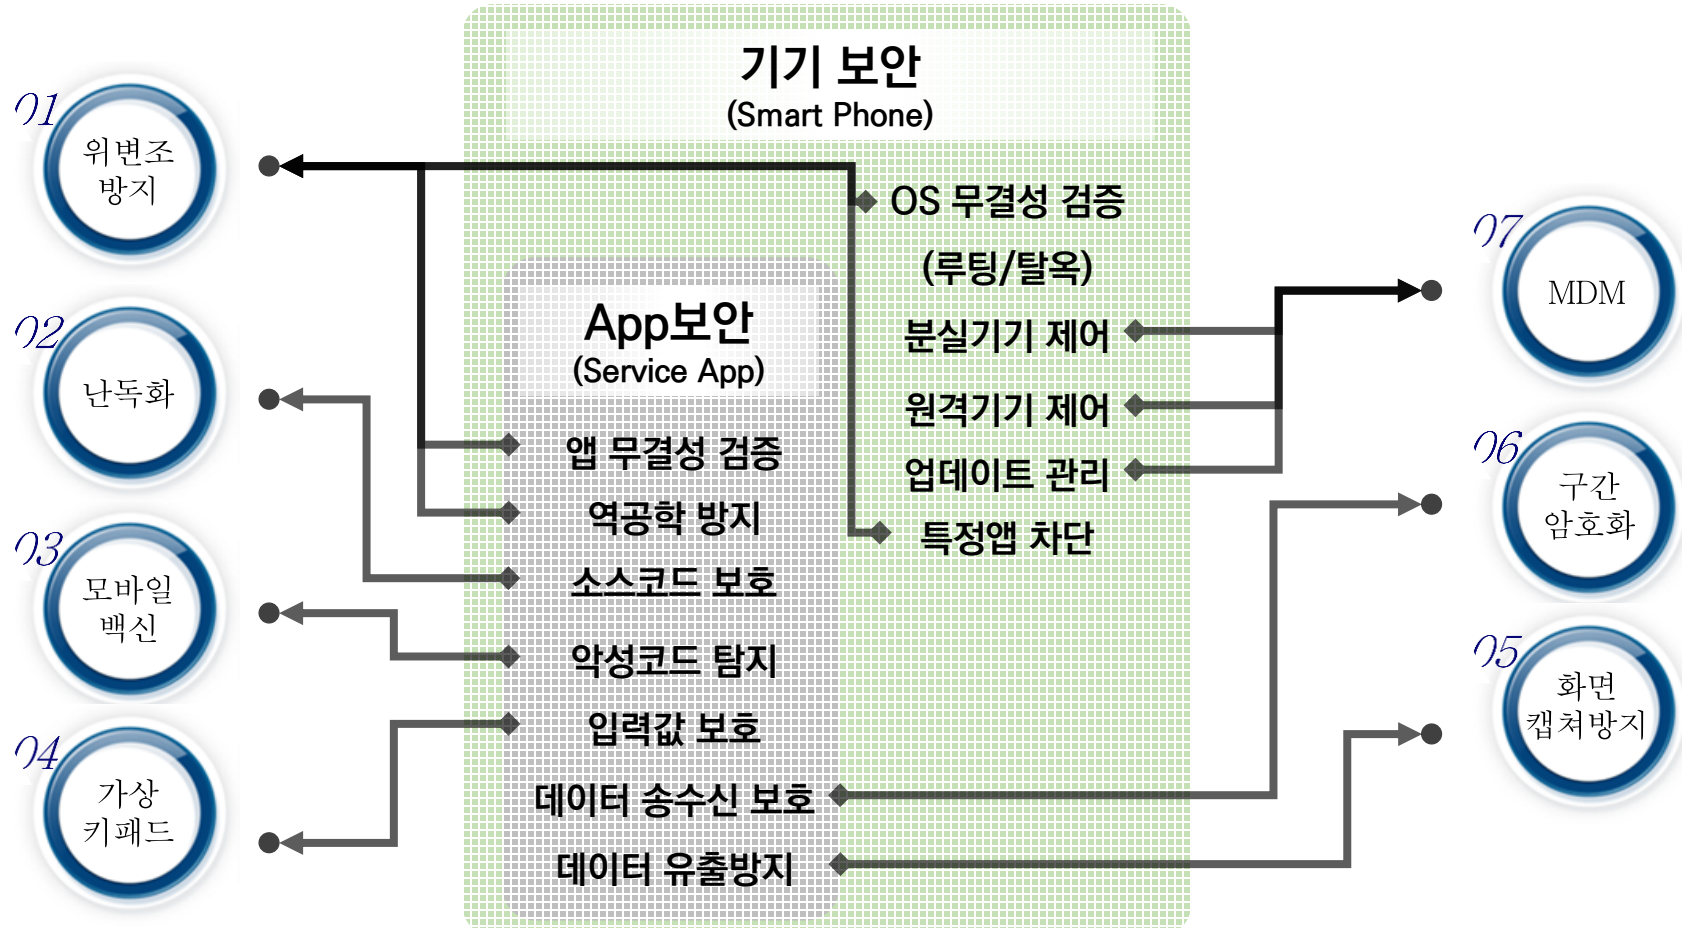 기기 보안
(Smart Phone)
01
위변조
방지
02
난독화
03
모바일
백신
04
가상
키패드
App보안
(Service App)
앱 무결성 검증
역공학 방지
소스코드 보호
악성코드 탐지
입력값 보호
데이터 송수신 보호
데이터 유출방지
OS 무결성 검증
(루팅/탈옥)
분실기기 제어
원격기기 제어
업데이트 관리
특정앱 차단
07
MDM
06
구간
암호화
05
화면
캡쳐방지